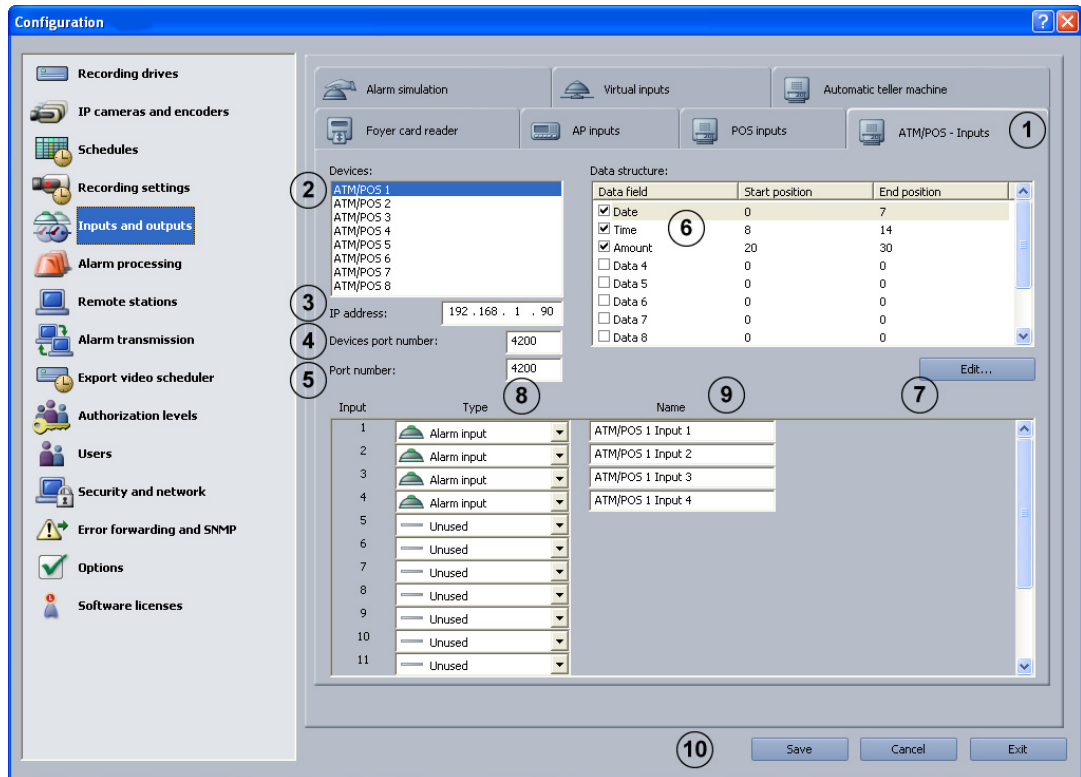 Configuration
Recording drives
IP cameras and encoders
Schedules
Recording settings
Inputs and outputs
Alarm processing
Remote stations
Alarm transmission
Export video scheduler
Authorization levels
Users
Security and network
Error forwarding and SNMP
Options
Software licenses
Alarm simulation
Virtual inputs
Automatic teller machine
Foyer card reader
AP inputs
POS inputs
ATM/POS - Inputs
1
Devices:
2
ATM/POS 1
ATM/POS 2
ATM/POS 3
ATM/POS 4
ATM/POS 5
ATM/POS 6
ATM/POS 7
ATM/POS 8
3
IP address: 192 . 168 . 1 . 90
4
Devices port number: 4200
5
Port number: 4200
Data structure:
Data field Start position End position
Date 0 7
6
Time 8 14
Amount 20 30
Data 4 0 0
Data 5 0 0
Data 6 0 0
Data 7 0 0
Data 8 0 0
Edit...
7
8
9
Input Type Name
1 Alarm input ATM/POS 1 Input 1
2 Alarm input ATM/POS 1 Input 2
3 Alarm input ATM/POS 1 Input 3
4 Alarm input ATM/POS 1 Input 4
5 Unused
6 Unused
7 Unused
8 Unused
9 Unused
10 Unused
11 Unused
10
Save Cancel Exit